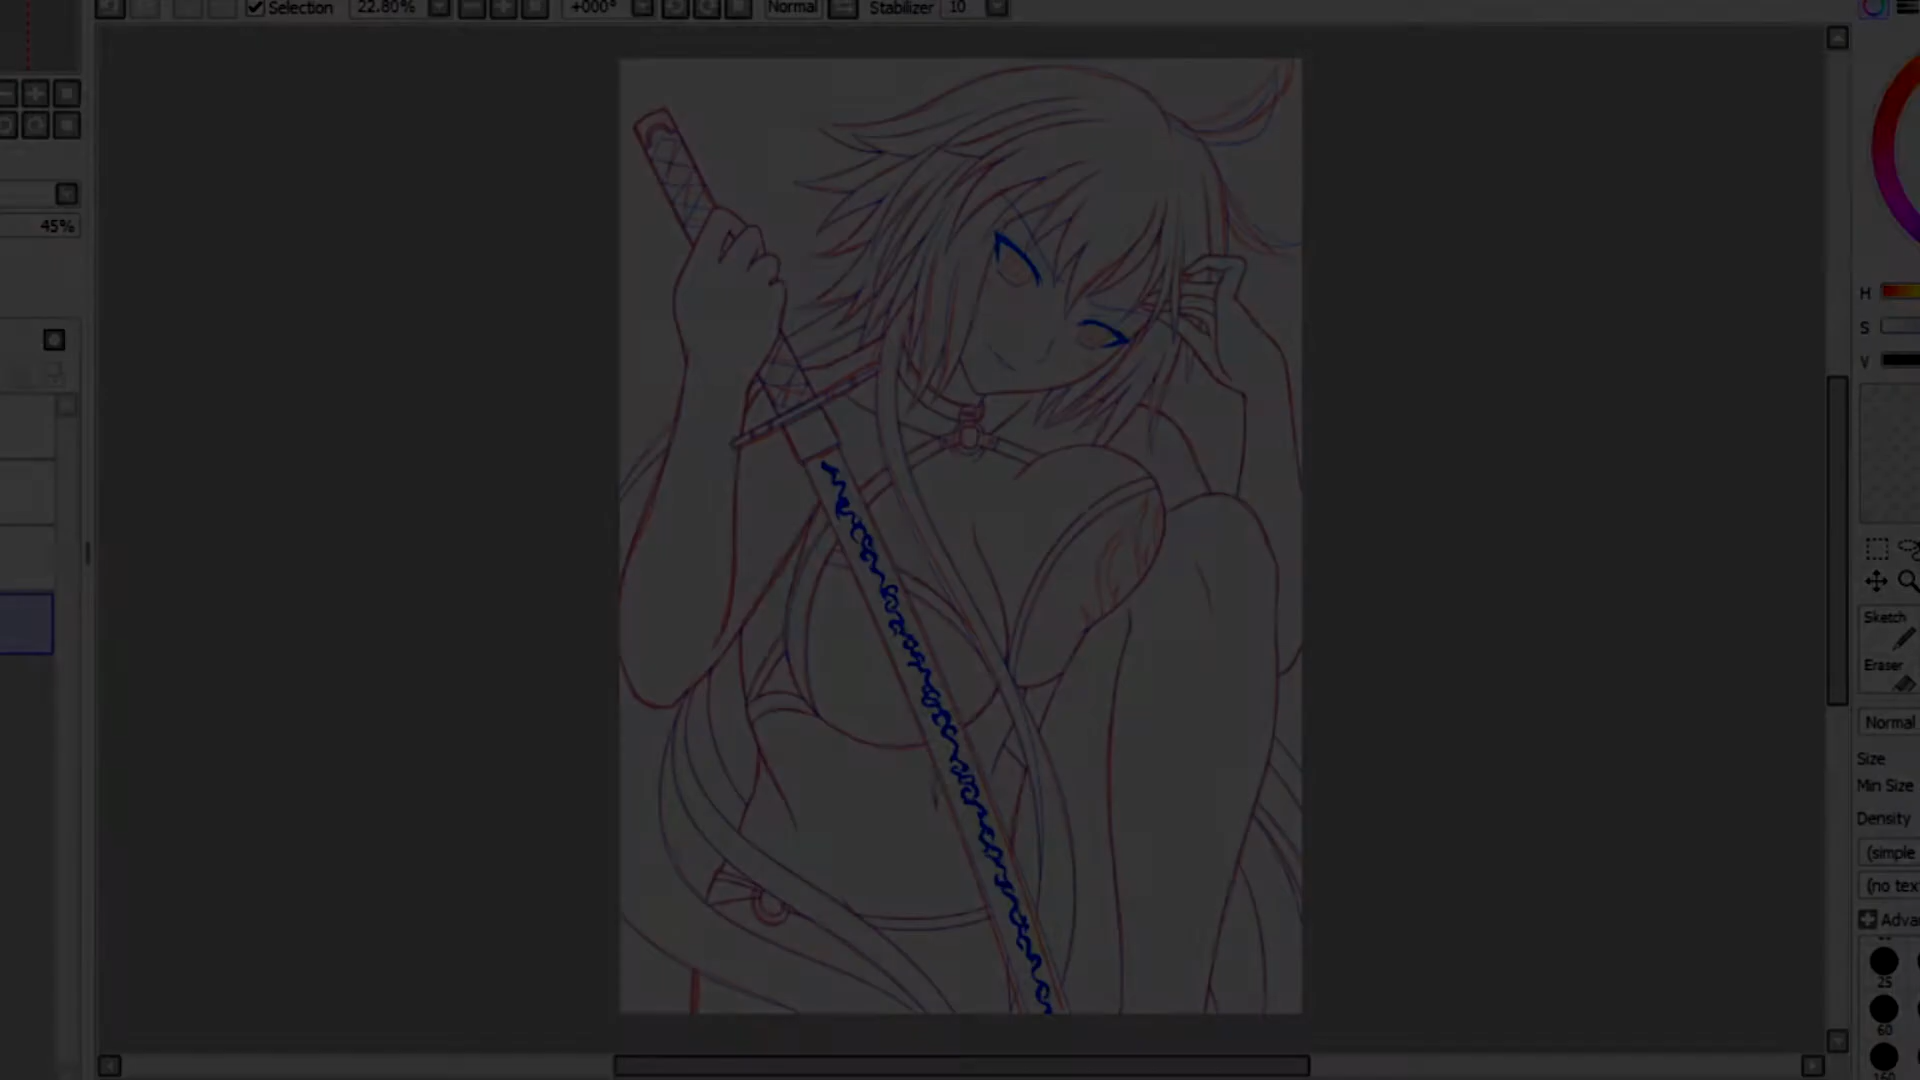 Selection 22.80% +000° Normal Stabilizer 10
45%
H
S
V
Sketch
Eraser
Normal
Size
Min Size
Density
(simple
(no tex
Adva
25
60